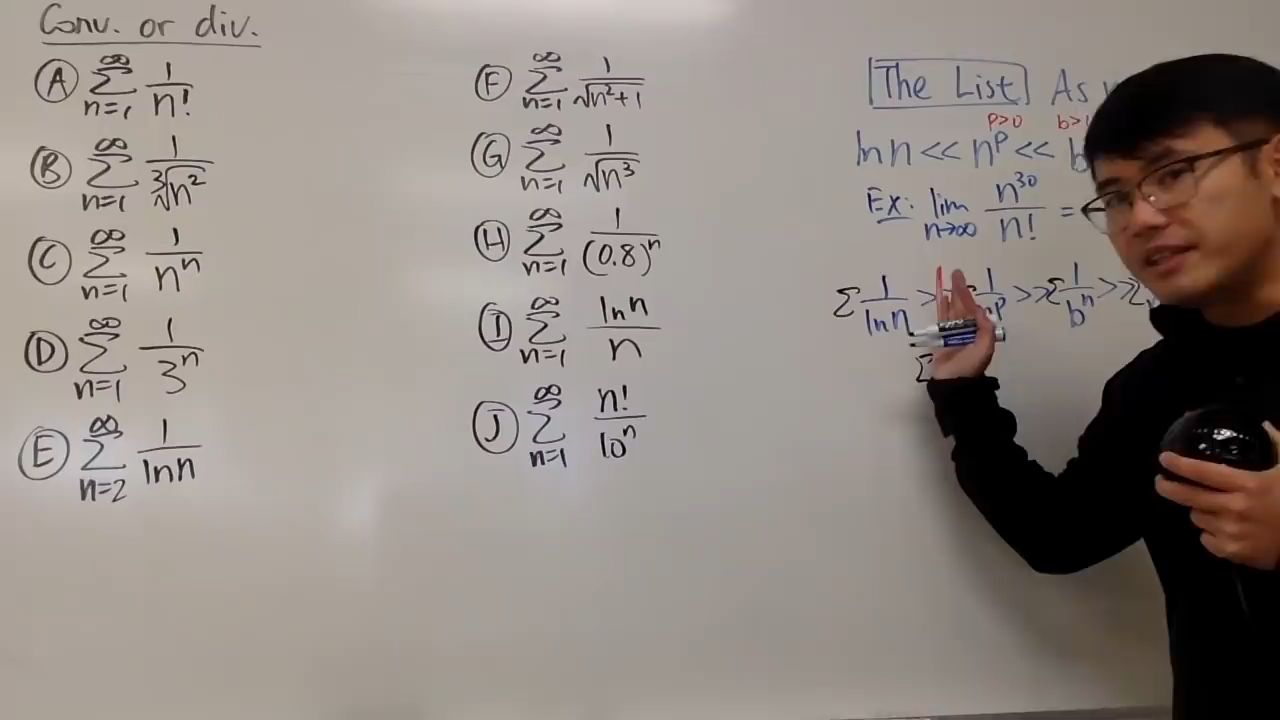 Conv. or div.
Ⓐ ∞ Σ n=1 1/n!
Ⓑ ∞ Σ n=1 1/∛n²
Ⓒ ∞ Σ n=1 1/nⁿ
Ⓓ ∞ Σ n=1 1/3ⁿ
Ⓔ ∞ Σ n=2 1/ln n
Ⓕ ∞ Σ n=1 1/√(n²+1)
Ⓖ ∞ Σ n=1 1/√n³
Ⓗ ∞ Σ n=1 1/(0.8)ⁿ
Ⓘ ∞ Σ n=1 ln n/n
Ⓙ ∞ Σ n=1 n!/10ⁿ
The List As
p>0 b>1
ln n << nᵖ << b
Ex: lim n→∞ n³⁰/n! =
Σ 1/ln n >> Σ 1/nᵖ >> Σ 1/bⁿ >> Σ
Σ